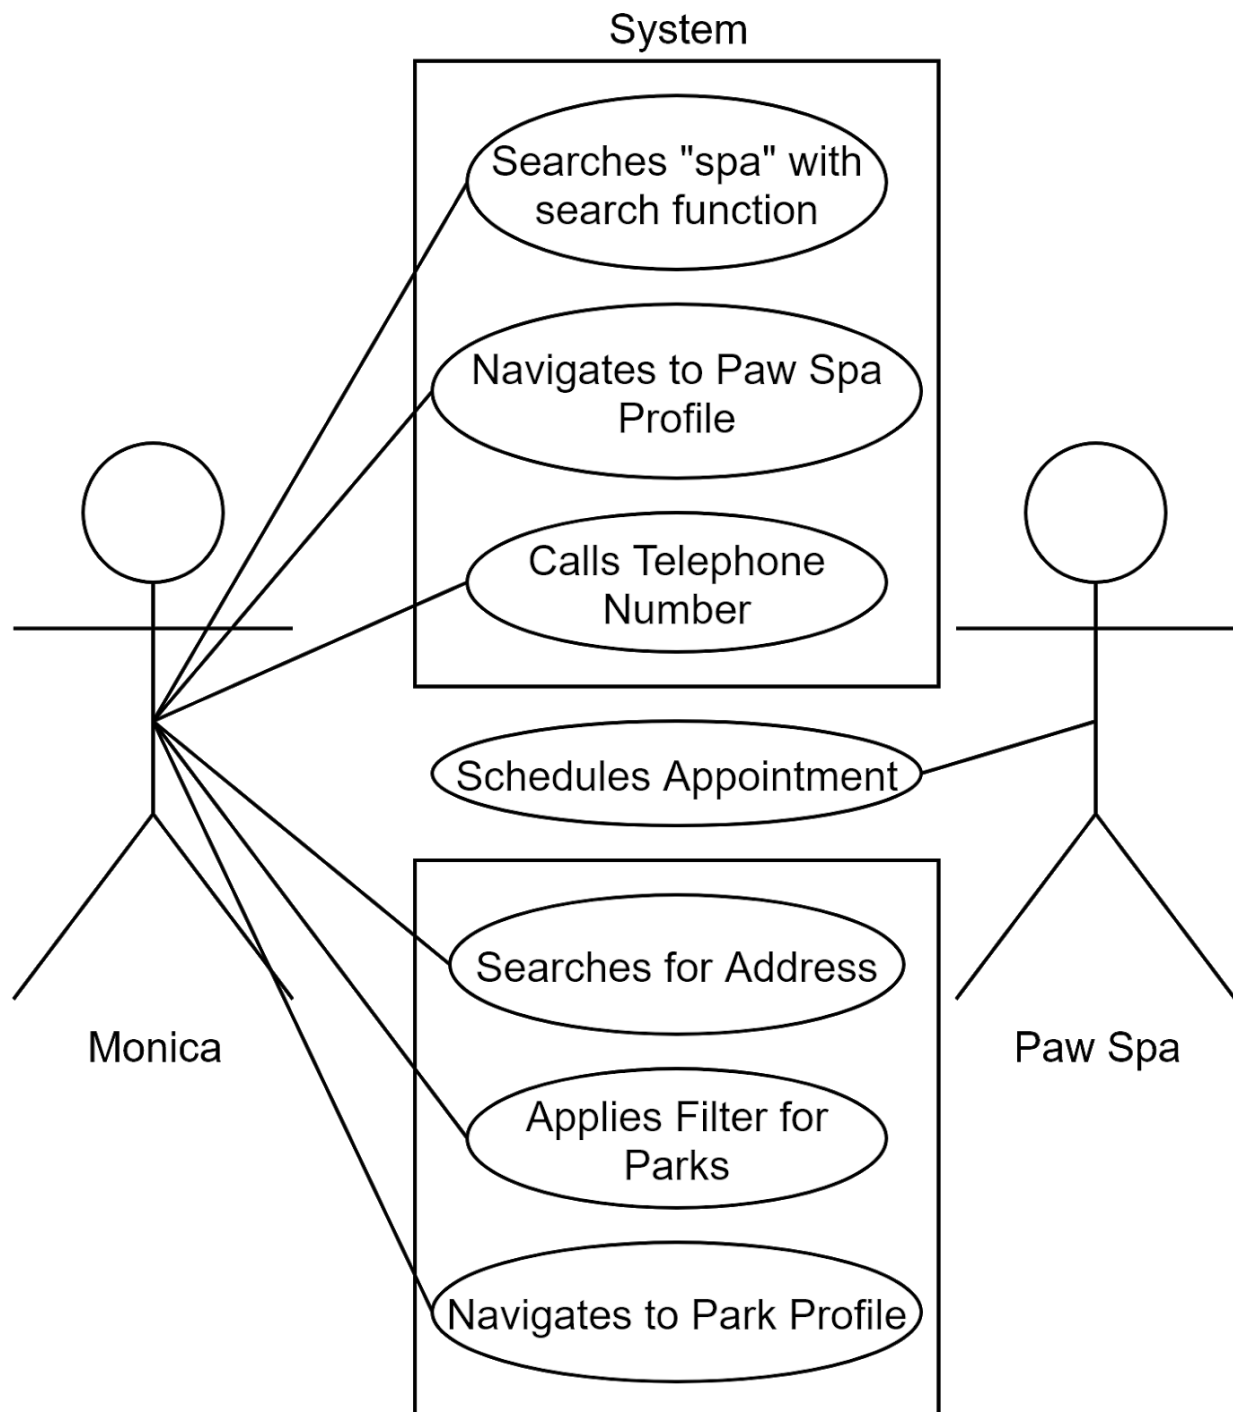 System
Searches "spa" with
search function
Navigates to Paw Spa
Profile
Calls Telephone
Number
Schedules Appointment
Searches for Address
Monica
Paw Spa
Applies Filter for
Parks
Navigates to Park Profile